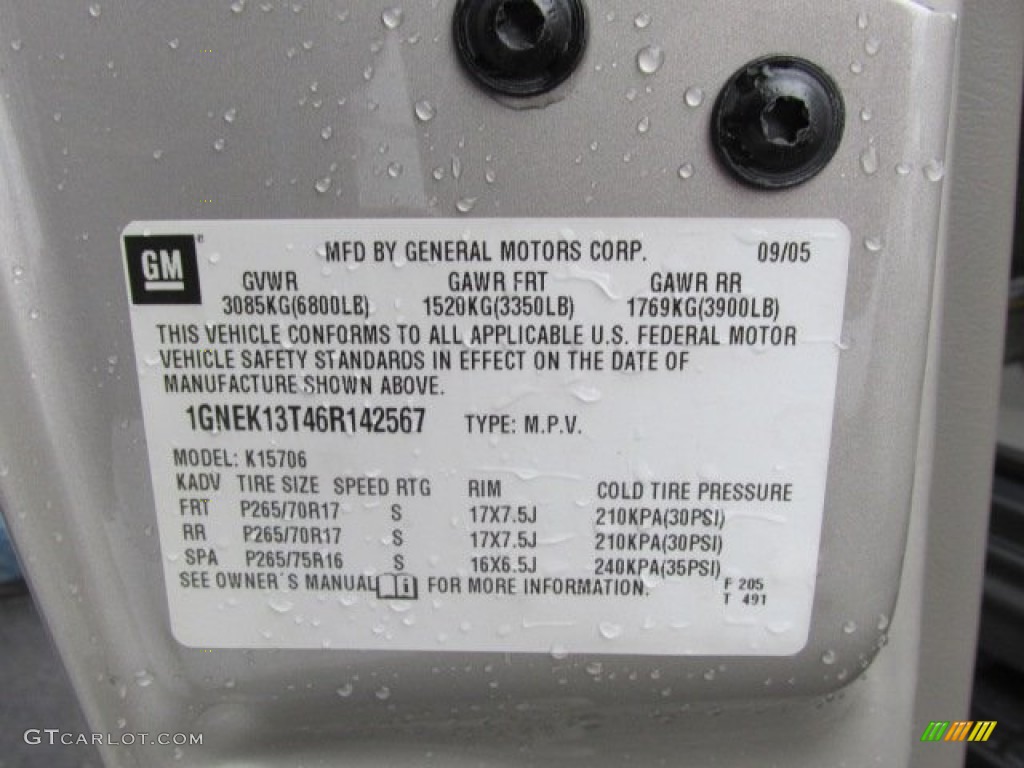 GM
MFD BY GENERAL MOTORS CORP. 09/05
GVWR GAWR FRT GAWR RR
3085KG(6800LB) 1520KG(3350LB) 1769KG(3900LB)
THIS VEHICLE CONFORMS TO ALL APPLICABLE U.S. FEDERAL MOTOR
VEHICLE SAFETY STANDARDS IN EFFECT ON THE DATE OF
MANUFACTURE SHOWN ABOVE.
1GNEK13T46R142567 TYPE: M.P.V.
MODEL: K15706
KADV TIRE SIZE SPEED RTG RIM COLD TIRE PRESSURE
FRT P265/70R17 S 17X7.5J 210KPA(30PSI)
RR P265/70R17 S 17X7.5J 210KPA(30PSI)
SPA P265/75R16 S 16X6.5J 240KPA(35PSI)
SEE OWNER'S MANUAL i FOR MORE INFORMATION. F 205
T 491
GTCARLOT.COM